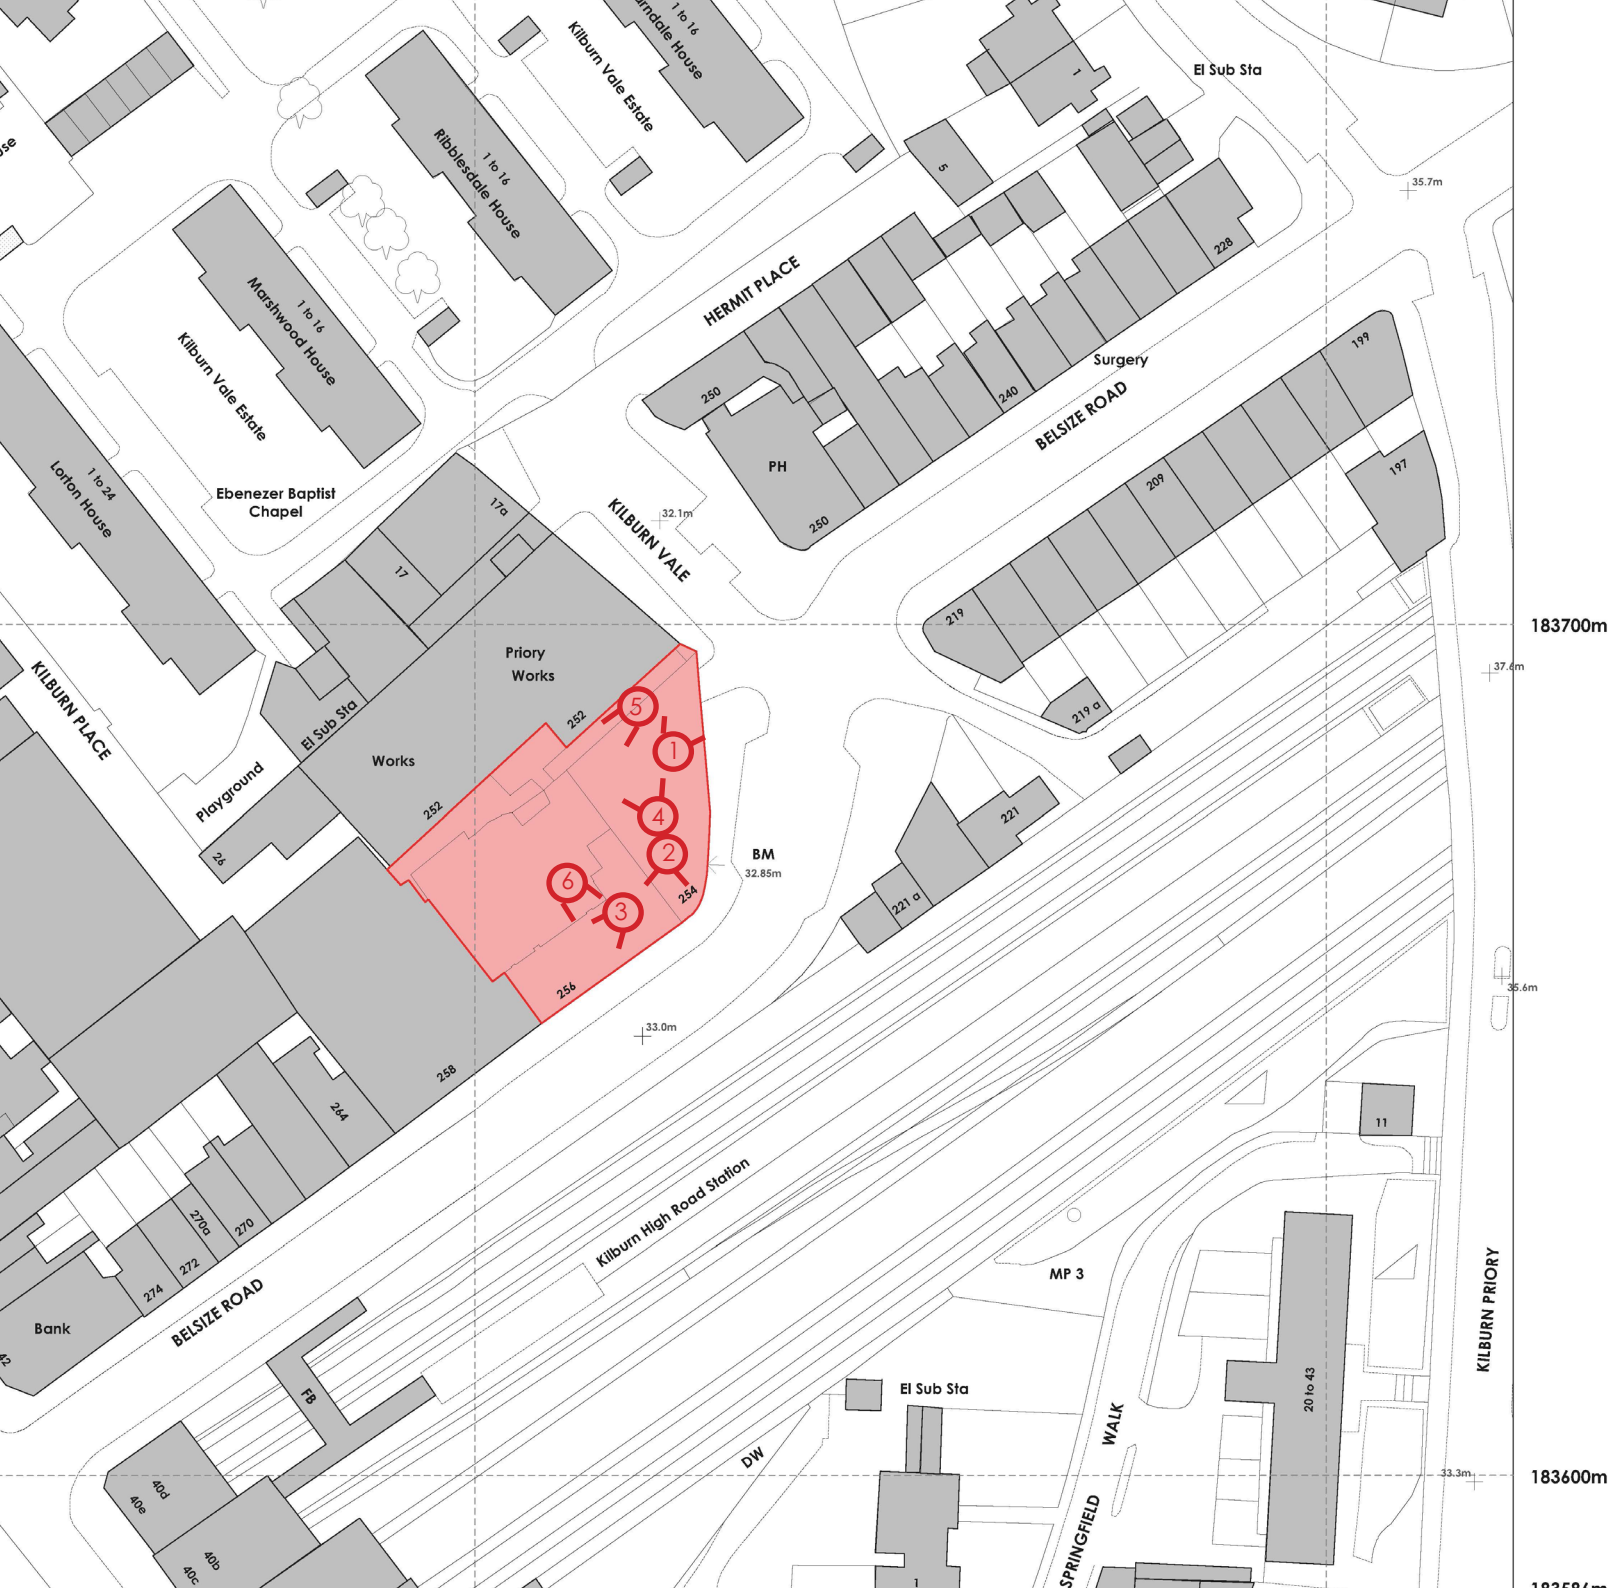 1 to 16
Kilburn Vale Estate
El Sub Sta
1
1 to 16
Ribblesdale House
5
35.7m
228
HERMIT PLACE
1 to 16
Marshwood House
Kilburn Vale Estate
Surgery
199
250
240
BELSIZE ROAD
PH
197
1 to 24
Lorton House
209
Ebenezer Baptist
Chapel
17a
32.1m
250
KILBURN VALE
17
219
183700m
Priory
Works
37.6m
KILBURN PLACE
5
252
219 a
El Sub Sta
1
Works
Playground
252
4
221
2
BM
32.85m
26
6
254
221 a
3
256
35.6m
33.0m
258
264
11
Kilburn High Road Station
270a
270
272
274
MP 3
BELSIZE ROAD
Bank
42
KILBURN PRIORY
FB
El Sub Sta
20 to 43
WALK
DW
33.3m
183600m
40d
40e
SPRINGFIELD
40b
40c
1